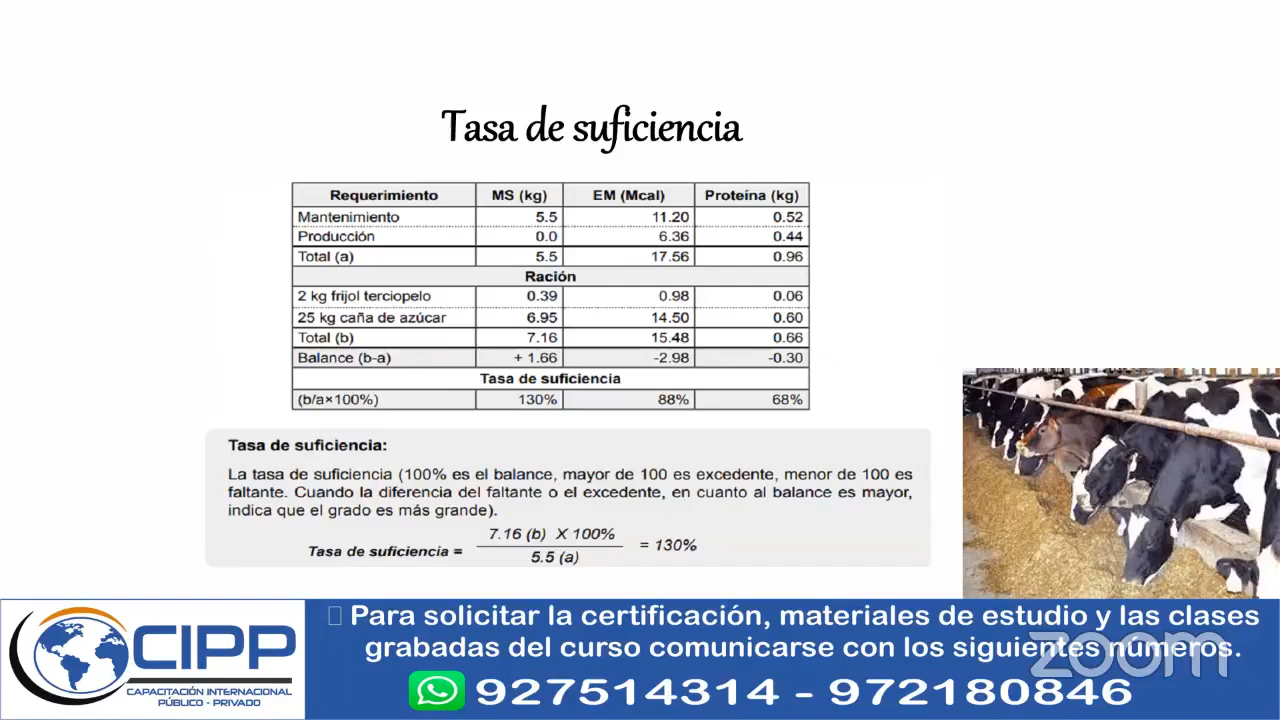 Tasa de suficiencia
Requerimiento MS (kg) EM (Mcal) Proteína (kg)
Mantenimiento 5.5 11.20 0.52
Producción 0.0 6.36 0.44
Total (a) 5.5 17.56 0.96
Ración
2 kg frijol terciopelo 0.39 0.98 0.06
25 kg caña de azúcar 6.95 14.50 0.60
Total (b) 7.16 15.48 0.66
Balance (b-a) + 1.66 -2.98 -0.30
Tasa de suficiencia
(b/a×100%) 130% 88% 68%
Tasa de suficiencia:
La tasa de suficiencia (100% es el balance, mayor de 100 es excedente, menor de 100 es
faltante. Cuando la diferencia del faltante o el excedente, en cuanto al balance es mayor,
indica que el grado es más grande).
7.16 (b) X 100%
Tasa de suficiencia = = 130%
5.5 (a)
Para solicitar la certificación, materiales de estudio y las clases
grabadas del curso comunicarse con los siguientes números.
927514314 - 972180846
CIPP
CAPACITACIÓN INTERNACIONAL
PÚBLICO - PRIVADO
zoom